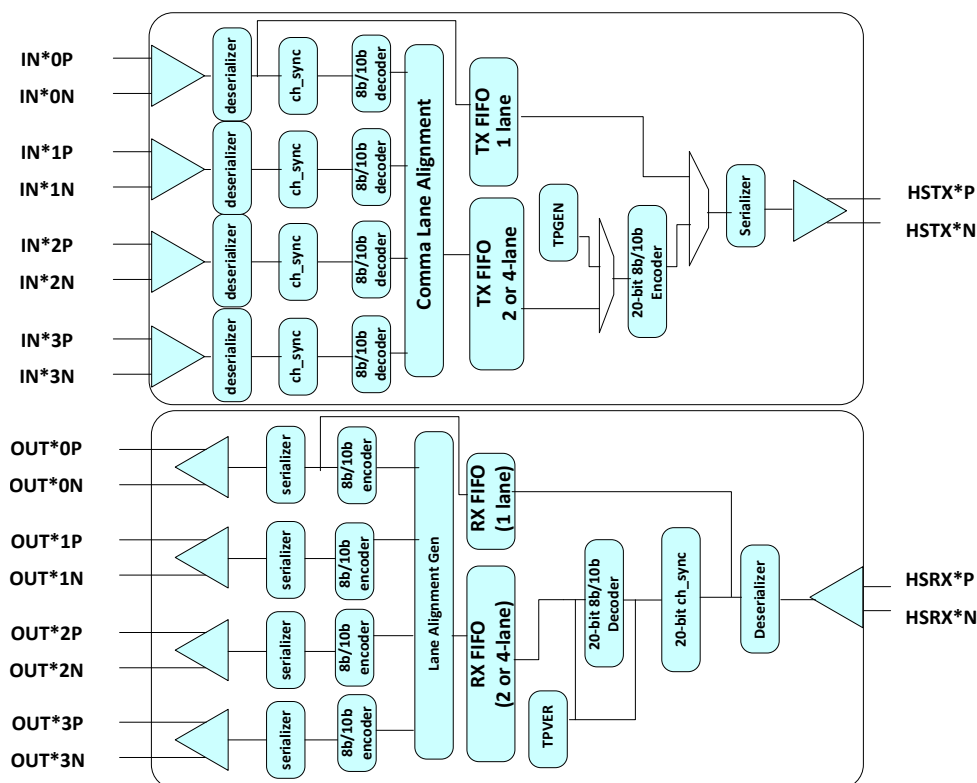 IN*0P
IN*0N
deserializer
ch_sync
8b/10b
decoder
IN*1P
IN*1N
deserializer
ch_sync
8b/10b
decoder
IN*2P
IN*2N
deserializer
ch_sync
8b/10b
decoder
IN*3P
IN*3N
deserializer
ch_sync
8b/10b
decoder
Comma Lane Alignment
TX FIFO
1 lane
TX FIFO
2 or 4-lane
TPGEN
20-bit 8b/10b
Encoder
Serializer
HSTX*P
HSTX*N
OUT*0P
OUT*0N
serializer
8b/10b
encoder
OUT*1P
OUT*1N
serializer
8b/10b
encoder
OUT*2P
OUT*2N
serializer
8b/10b
encoder
OUT*3P
OUT*3N
serializer
8b/10b
encoder
Lane Alignment Gen
RX FIFO
(1 lane)
RX FIFO
(2 or 4-lane)
TPVER
20-bit 8b/10b
Decoder
20-bit ch_sync
Deserializer
HSRX*P
HSRX*N